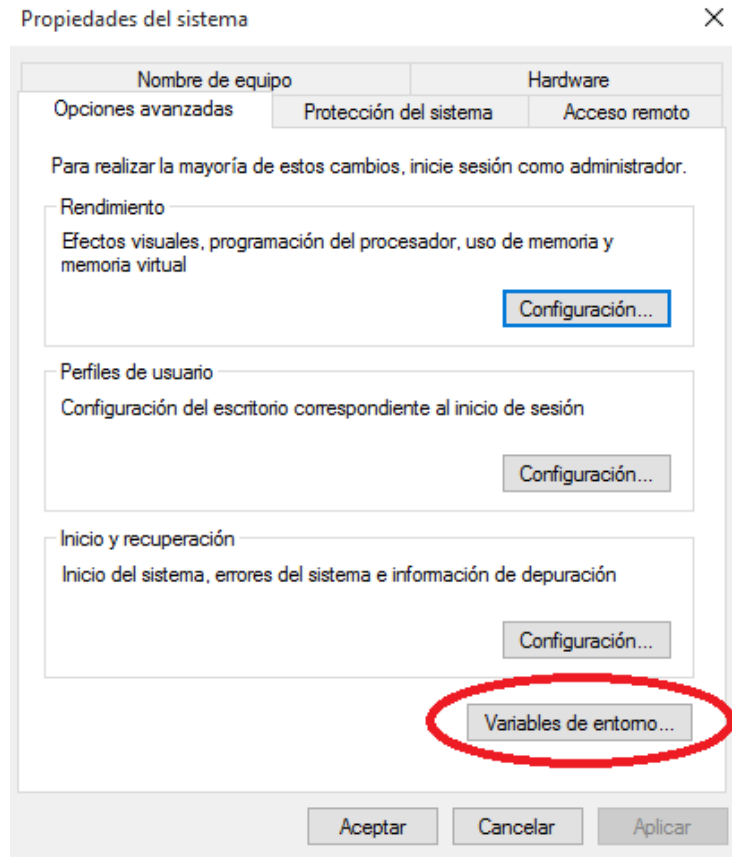 Propiedades del sistema
Nombre de equipo
Hardware
Opciones avanzadas
Protección del sistema
Acceso remoto
Para realizar la mayoría de estos cambios, inicie sesión como administrador.
Rendimiento
Efectos visuales, programación del procesador, uso de memoria y
memoria virtual
Configuración...
Perfiles de usuario
Configuración del escritorio correspondiente al inicio de sesión
Configuración...
Inicio y recuperación
Inicio del sistema, errores del sistema e información de depuración
Configuración...
Variables de entorno...
Aceptar
Cancelar
Aplicar